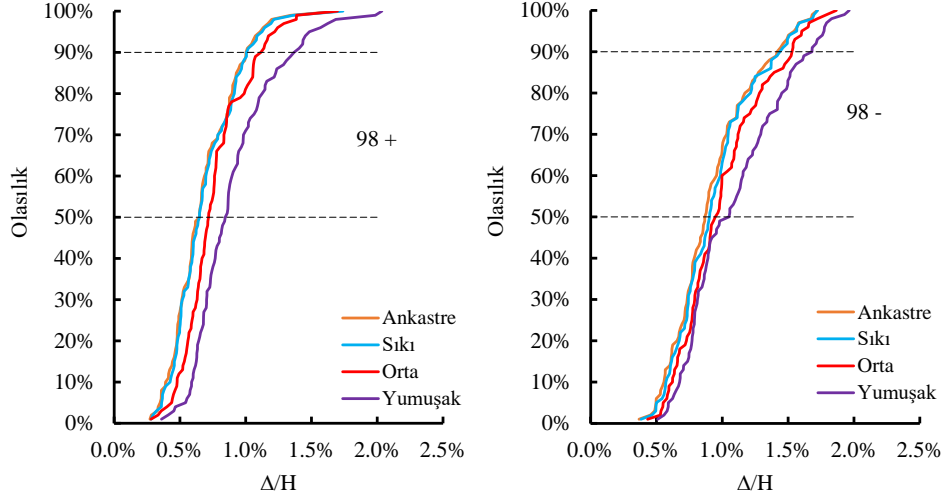 100%
90%
80%
70%
60%
50%
40%
30%
20%
10%
0%
Olasılık
98 +
Ankastre
Sıkı
Orta
Yumuşak
0.0% 0.5% 1.0% 1.5% 2.0% 2.5%
Δ/H
100%
90%
80%
70%
60%
50%
40%
30%
20%
10%
0%
Olasılık
98 -
Ankastre
Sıkı
Orta
Yumuşak
0.0% 0.5% 1.0% 1.5% 2.0% 2.5%
Δ/H